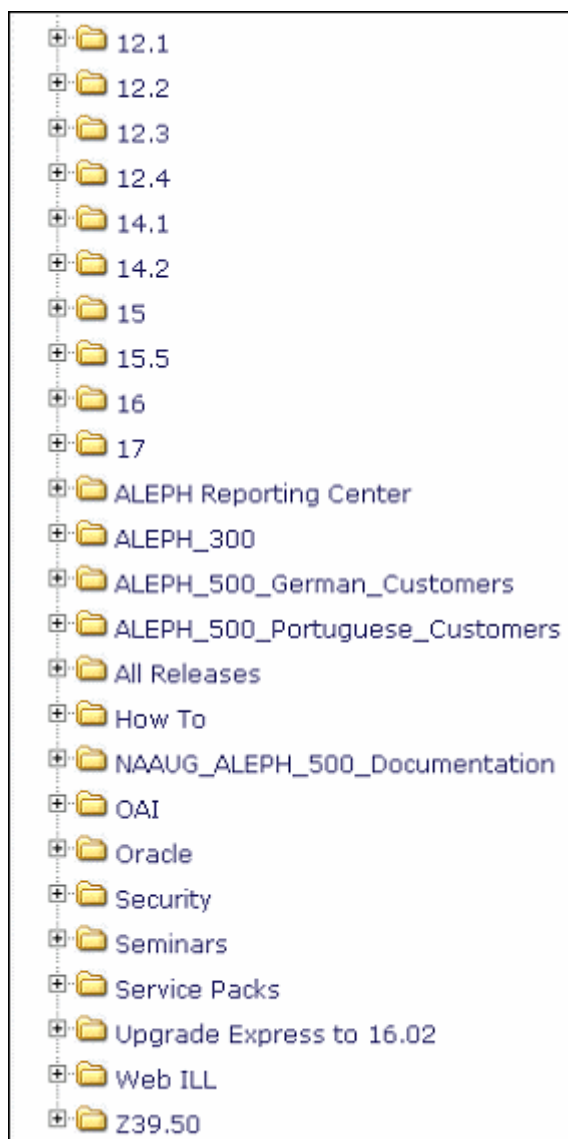 12.1
12.2
12.3
12.4
14.1
14.2
15
15.5
16
17
ALEPH Reporting Center
ALEPH_300
ALEPH_500_German_Customers
ALEPH_500_Portuguese_Customers
All Releases
How To
NAAUG_ALEPH_500_Documentation
OAI
Oracle
Security
Seminars
Service Packs
Upgrade Express to 16.02
Web ILL
Z39.50